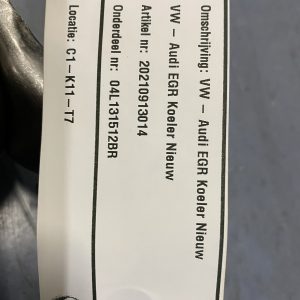 Omschrijving: VW – Audi EGR Koeler Nieuw
VW – Audi EGR Koeler Nieuw
Artikel nr: 20210913014
Onderdeel nr: 04L131512BR
Locatie: C1–K11–T7